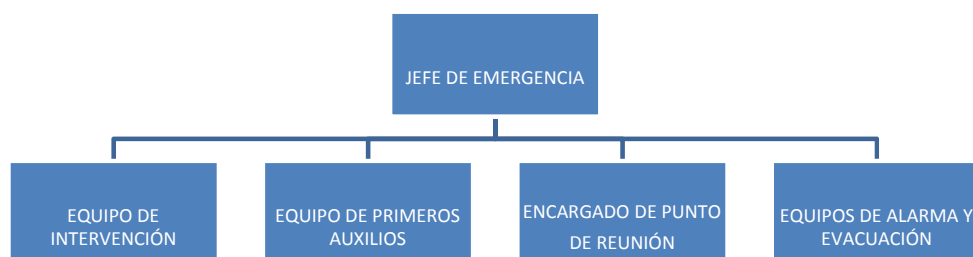 JEFE DE EMERGENCIA
EQUIPO DE
INTERVENCIÓN
EQUIPO DE PRIMEROS
AUXILIOS
ENCARGADO DE PUNTO
DE REUNIÓN
EQUIPOS DE ALARMA Y
EVACUACIÓN